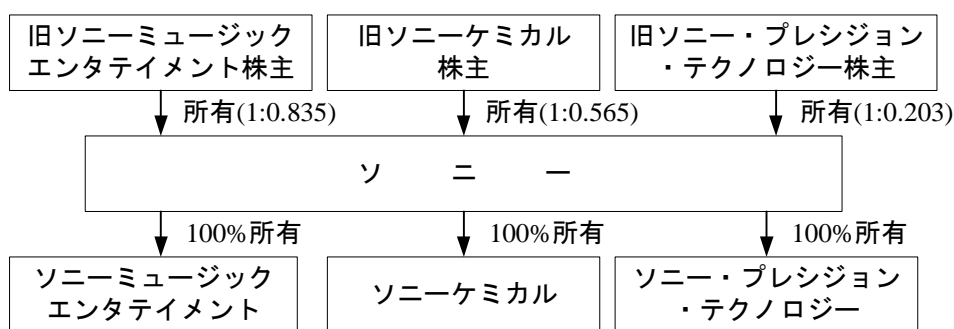 旧ソニーミュージック
エンタテイメント株主
旧ソニーケミカル
株主
旧ソニー・プレシジョン
・テクノロジー株主
所有(1:0.835)
所有(1:0.565)
所有(1:0.203)
ソ ニ ー
100%所有
100%所有
100%所有
ソニーミュージック
エンタテイメント
ソニーケミカル
ソニー・プレシジョン
・テクノロジー